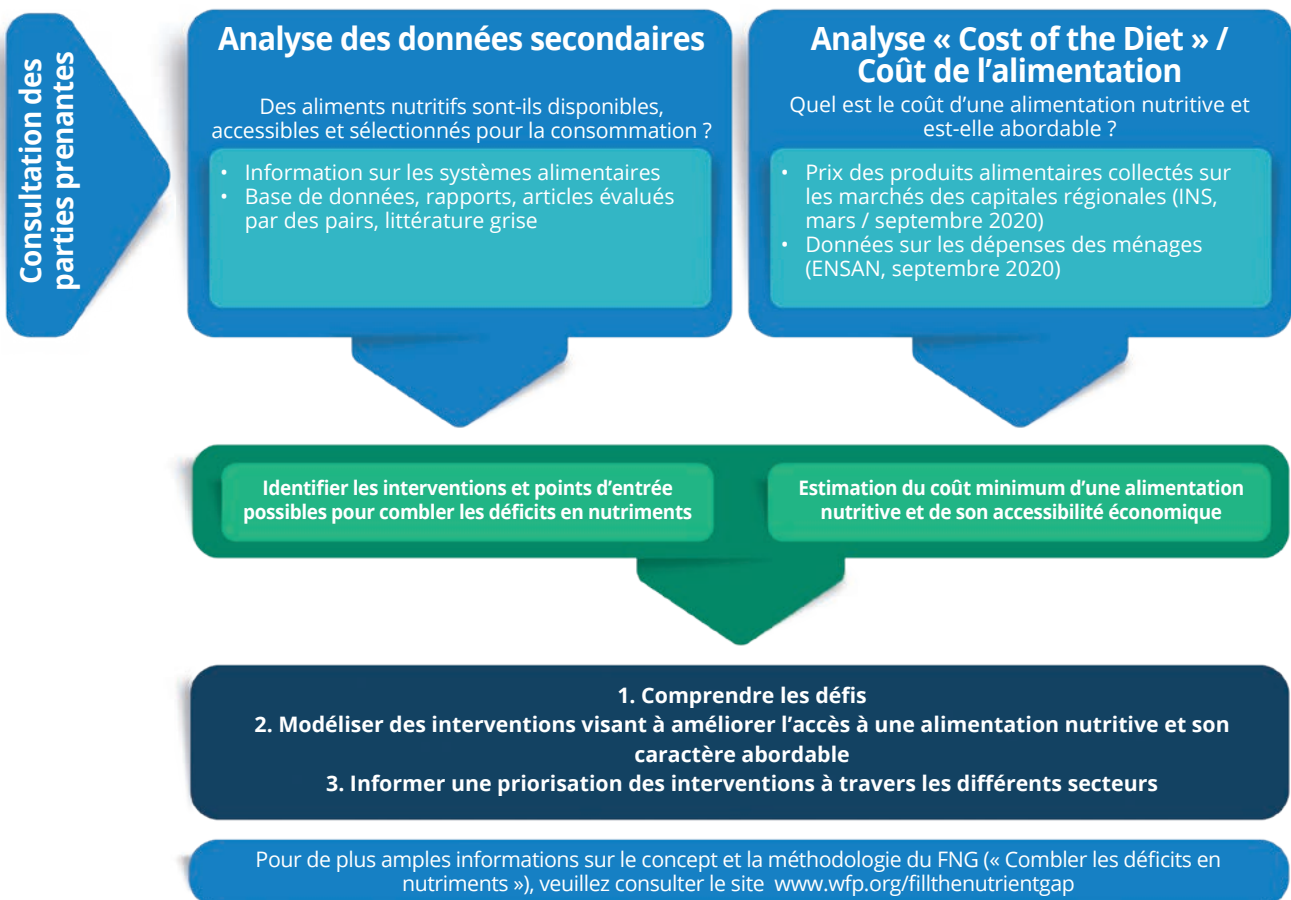 Consultation des
parties prenantes
Analyse des données secondaires
Des aliments nutritifs sont-ils disponibles,
accessibles et sélectionnés pour la consommation ?
• Information sur les systèmes alimentaires
• Base de données, rapports, articles évalués
par des pairs, littérature grise
Analyse « Cost of the Diet » /
Coût de l’alimentation
Quel est le coût d’une alimentation nutritive et
est-elle abordable ?
• Prix des produits alimentaires collectés sur
les marchés des capitales régionales (INS,
mars / septembre 2020)
• Données sur les dépenses des ménages
(ENSAN, septembre 2020)
Identifier les interventions et points d’entrée
possibles pour combler les déficits en nutriments
Estimation du coût minimum d’une alimentation
nutritive et de son accessibilité économique
1. Comprendre les défis
2. Modéliser des interventions visant à améliorer l’accès à une alimentation nutritive et son
caractère abordable
3. Informer une priorisation des interventions à travers les différents secteurs
Pour de plus amples informations sur le concept et la méthodologie du FNG (« Combler les déficits en
nutriments »), veuillez consulter le site www.wfp.org/fillthenutrientgap